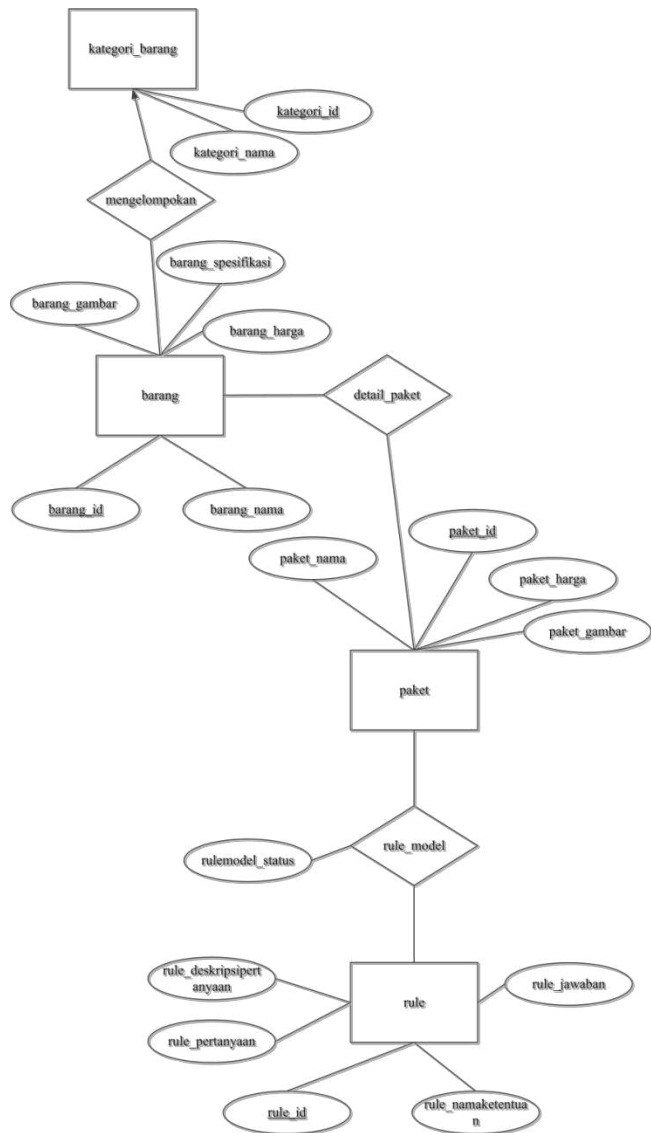 kategori_barang
kategori_id
kategori_nama
mengelompokan
barang_spesifikasi
barang_gambar
barang_harga
barang
detail_paket
barang_id
barang_nama
paket_id
paket_nama
paket_harga
paket_gambar
paket
rulemodel_status
rule_model
rule_deskripsipert
anyaan
rule_jawaban
rule
rule_pertanyaan
rule_id
rule_namaketentua
n